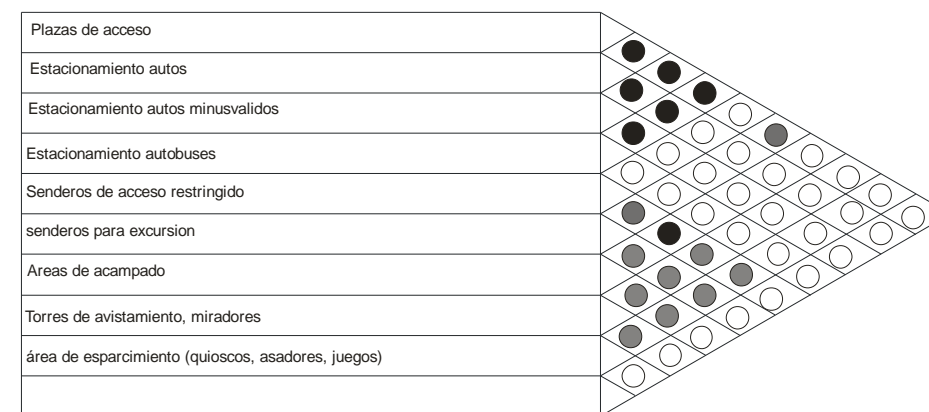 Plazas de acceso
Estacionamiento autos
Estacionamiento autos minusvalidos
Estacionamiento autobuses
Senderos de acceso restringido
senderos para excursion
Areas de acampado
Torres de avistamiento, miradores
área de esparcimiento (quioscos, asadores, juegos)